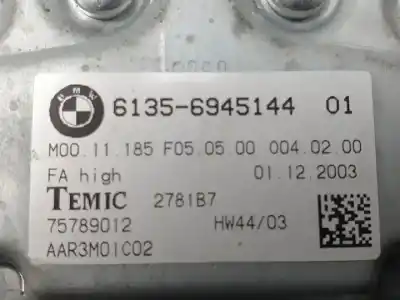 BMW
6135-6945144 01
M00.11.185 F05.05.00 004.02.00
FA high 01.12.2003
TEMIC 2781B7
75789012 HW44/03
AAR3M01C02